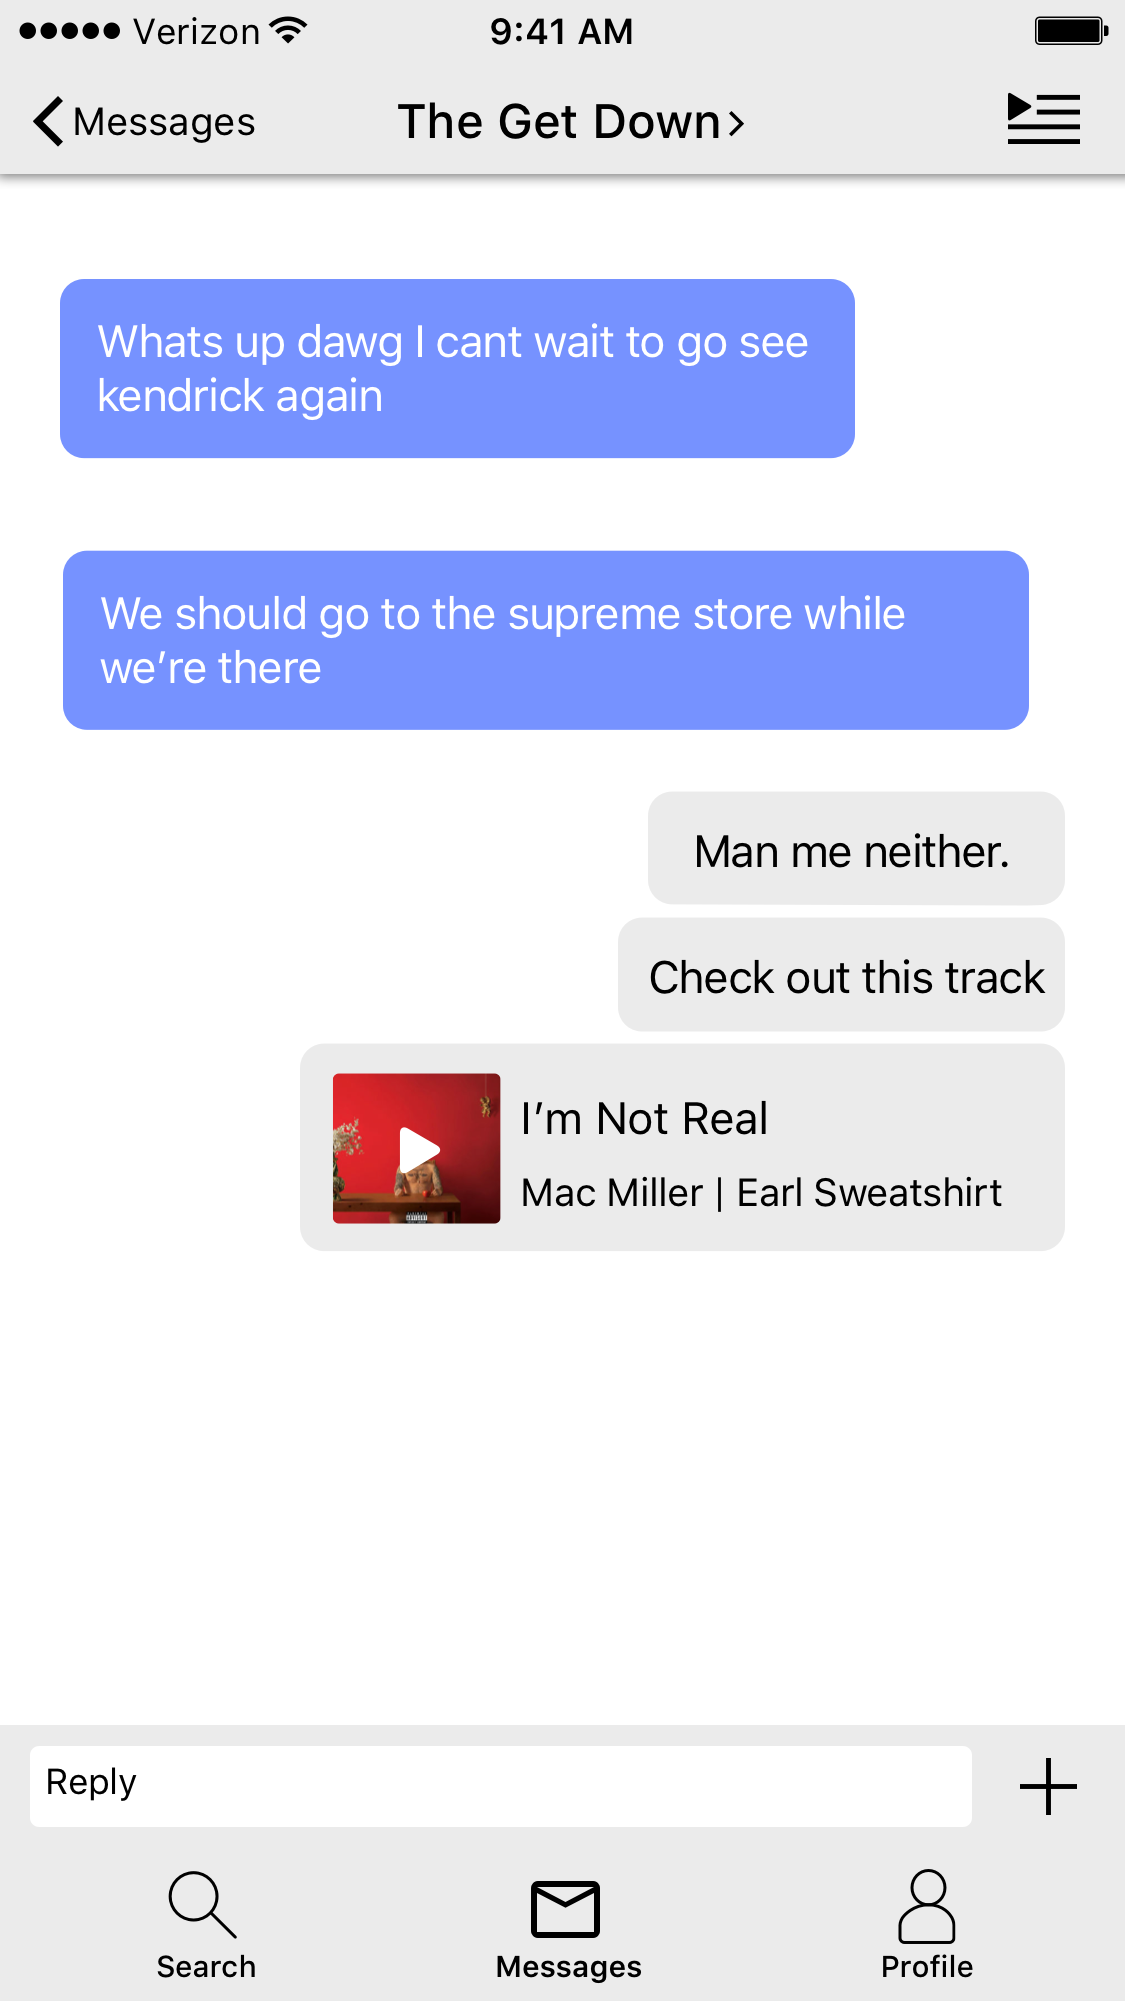 Verizon 9:41 AM
Messages The Get Down
Whats up dawg I cant wait to go see
kendrick again
We should go to the supreme store while
we’re there
Man me neither.
Check out this track
I’m Not Real
Mac Miller | Earl Sweatshirt
Reply
Search Messages Profile